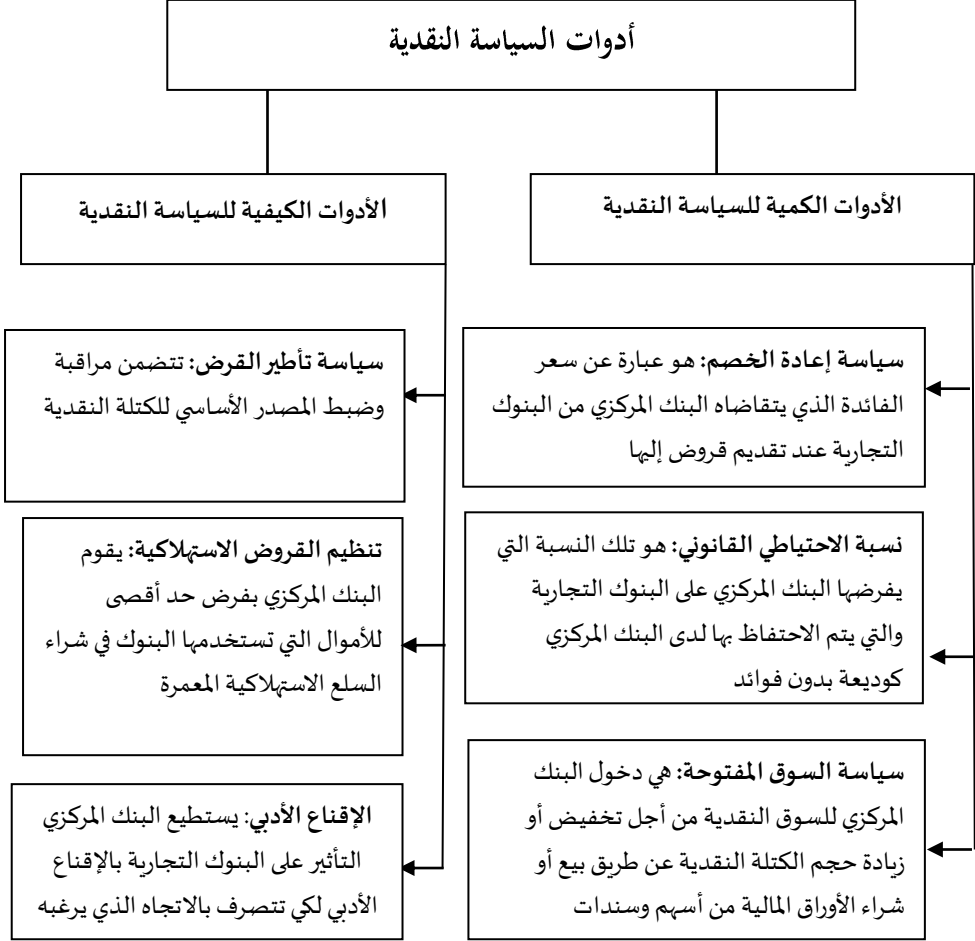 أدوات السياسة النقدية
الأدوات الكمية للسياسة النقدية
سياسة إعادة الخصم: هو عبارة عن سعر
الفائدة الذي يتقاضاه البنك المركزي من البنوك
التجارية عند تقديم قروض إليها
نسبة الاحتياطي القانوني: هو تلك النسبة التي
يفرضها البنك المركزي على البنوك التجارية
والتي يتم الاحتفاظ بها لدى البنك المركزي
كوديعة بدون فوائد
سياسة السوق المفتوحة: هي دخول البنك
المركزي للسوق النقدية من أجل تخفيض أو
زيادة حجم الكتلة النقدية عن طريق بيع أو
شراء الأوراق المالية من أسهم وسندات
الأدوات الكيفية للسياسة النقدية
سياسة تأطير القرض: تتضمن مراقبة
وضبط المصدر الأساسي للكتلة النقدية
تنظيم القروض الاستهلاكية: يقوم
البنك المركزي بفرض حد أقصى
للأموال التي تستخدمها البنوك في شراء
السلع الاستهلاكية المعمرة
الإقناع الأدبي: يستطيع البنك المركزي
التأثير على البنوك التجارية بالإقناع
الأدبي لكي تتصرف بالاتجاه الذي يرغبه